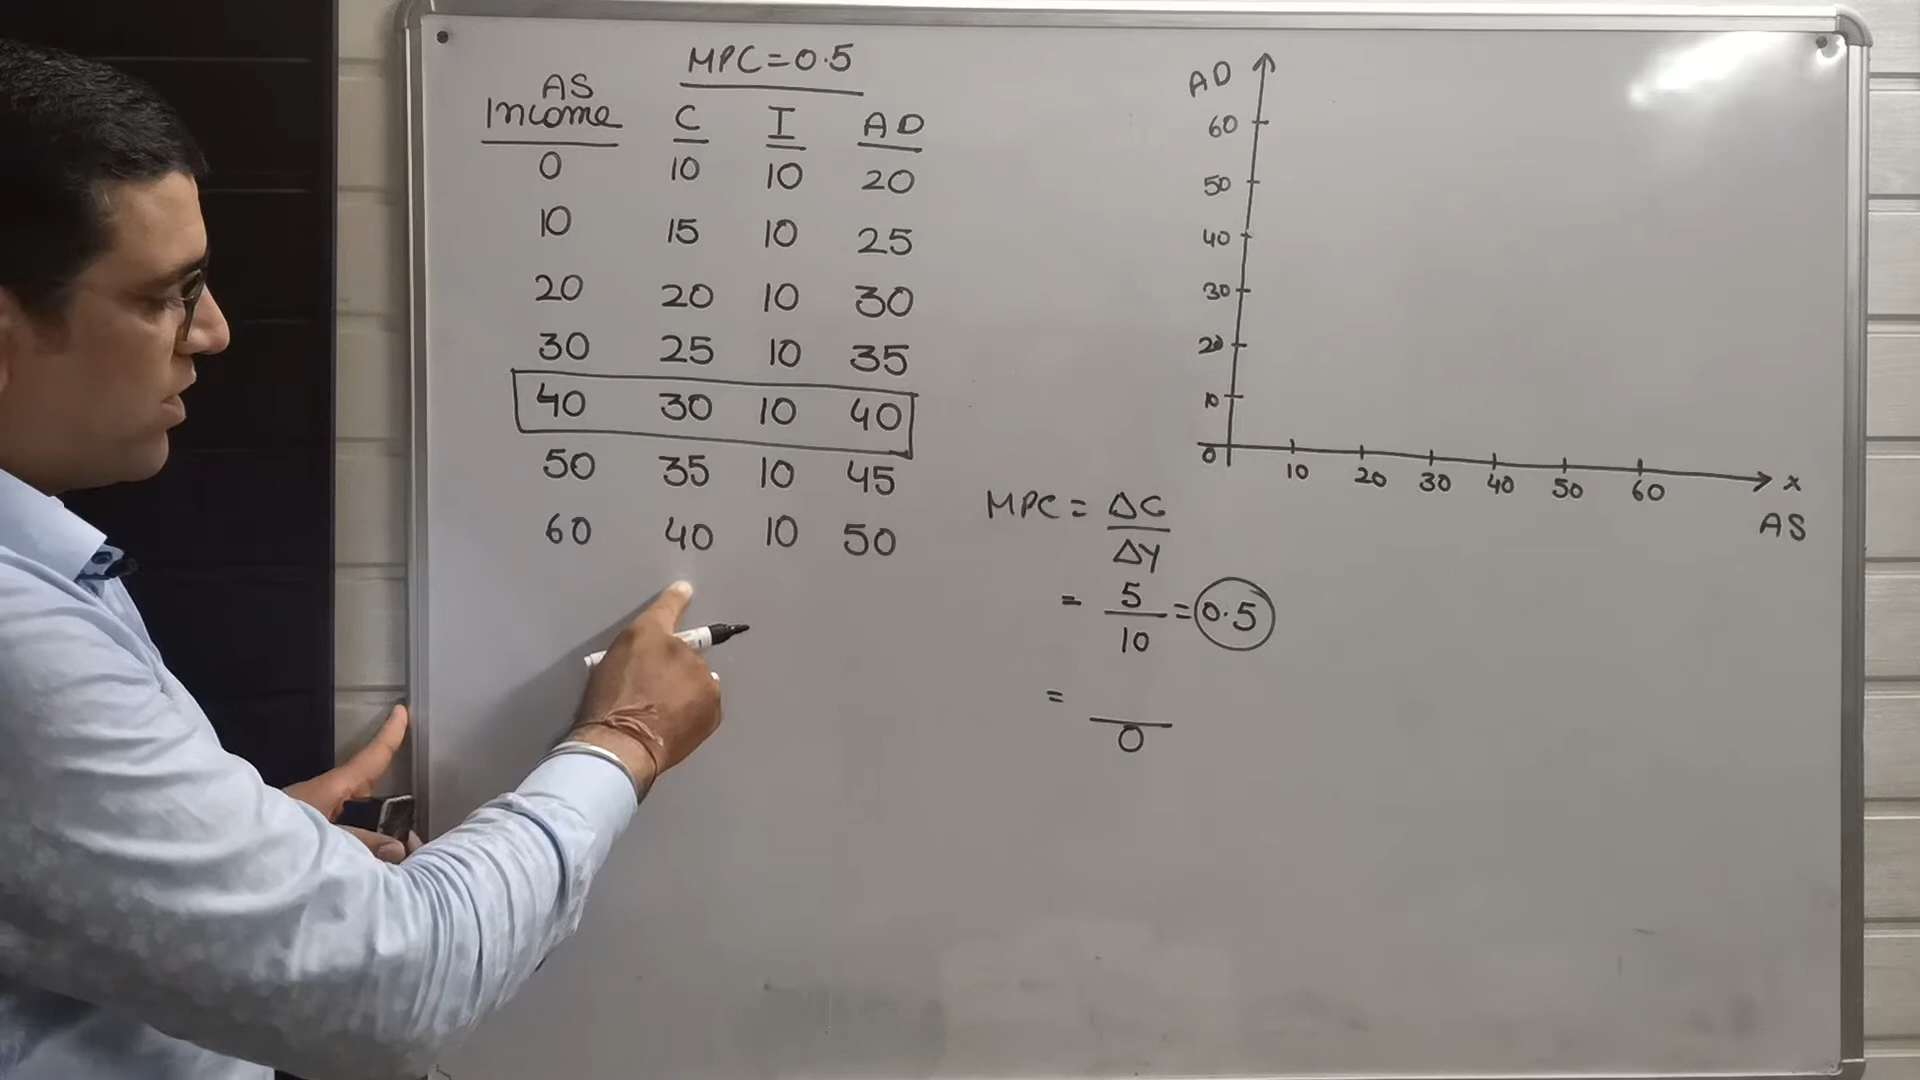 MPC = 0.5
AS
Income C I AD
0 10 10 20
10 15 10 25
20 20 10 30
30 25 10 35
40 30 10 40
50 35 10 45
60 40 10 50
AD
60
50
40
30
20
10
0 10 20 30 40 50 60 x
AS
MPC = ΔC
ΔY
= 5 = 0.5
10
=
0